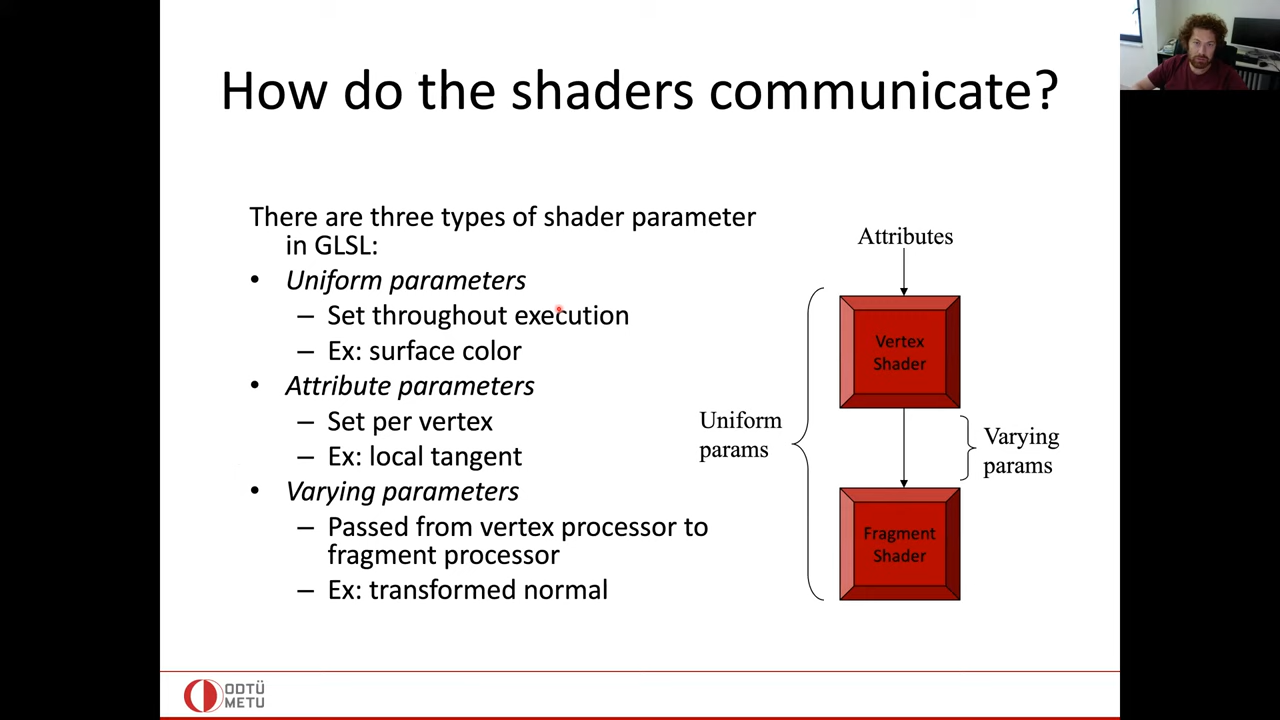 How do the shaders communicate?
There are three types of shader parameter
in GLSL:
• Uniform parameters
– Set throughout execution
– Ex: surface color
• Attribute parameters
– Set per vertex
– Ex: local tangent
• Varying parameters
– Passed from vertex processor to
fragment processor
– Ex: transformed normal
Attributes
Vertex
Shader
Uniform
params
Varying
params
Fragment
Shader
ODTÜ
METU